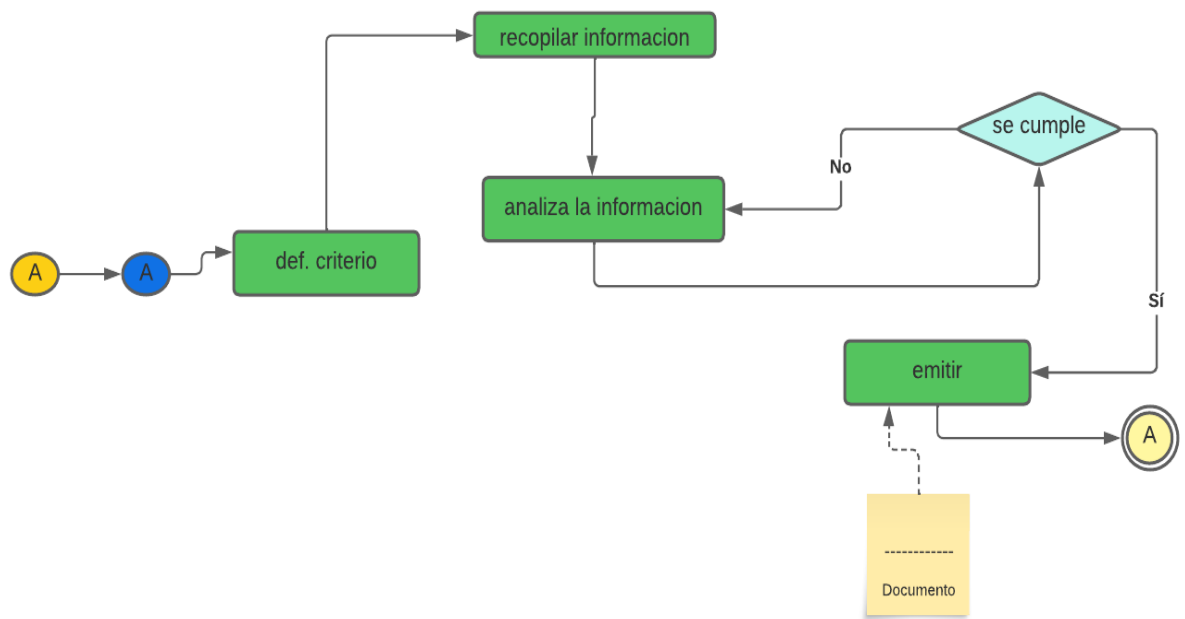 recopilar informacion
se cumple
No
analiza la informacion
A
A
def. criterio
Sí
emitir
A
------------
Documento